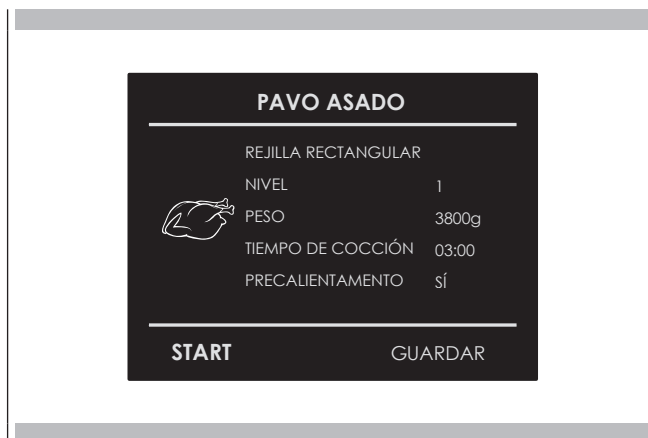 PAVO ASADO
REJILLA RECTANGULAR
NIVEL 1
PESO 3800g
TIEMPO DE COCCIÓN 03:00
PRECALIENTAMENTO SÍ
START GUARDAR